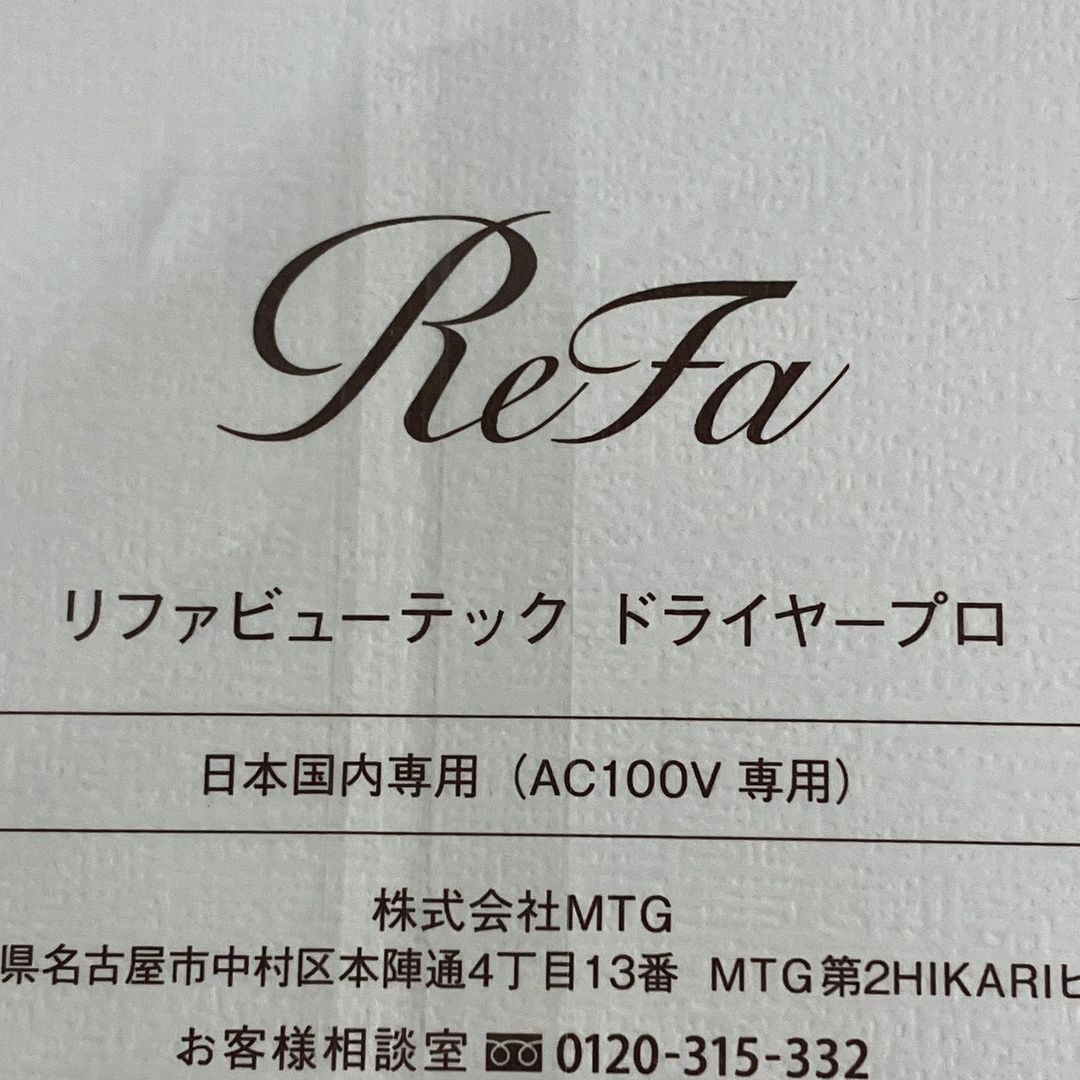 ReFa
リファビューテック ドライヤープロ
日本国内専用（AC100V 専用）
株式会社MTG
県名古屋市中村区本陣通4丁目13番 MTG第2HIKARIビ
お客様相談室 0120-315-332